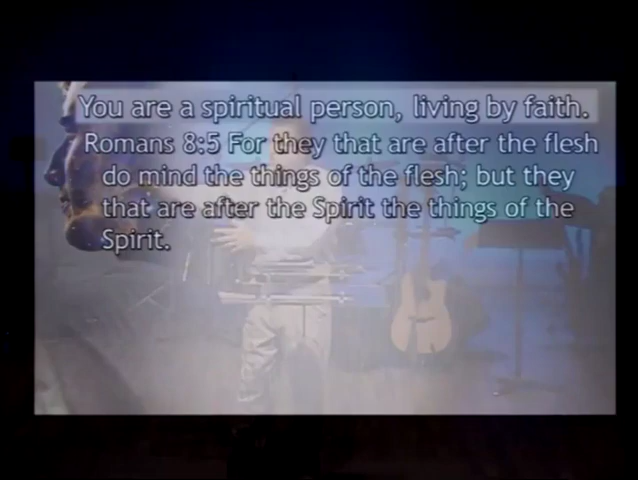 You are a spiritual person, living by faith.
Romans 8:5 For they that are after the flesh
do mind the things of the flesh; but they
that are after the Spirit the things of the
Spirit.